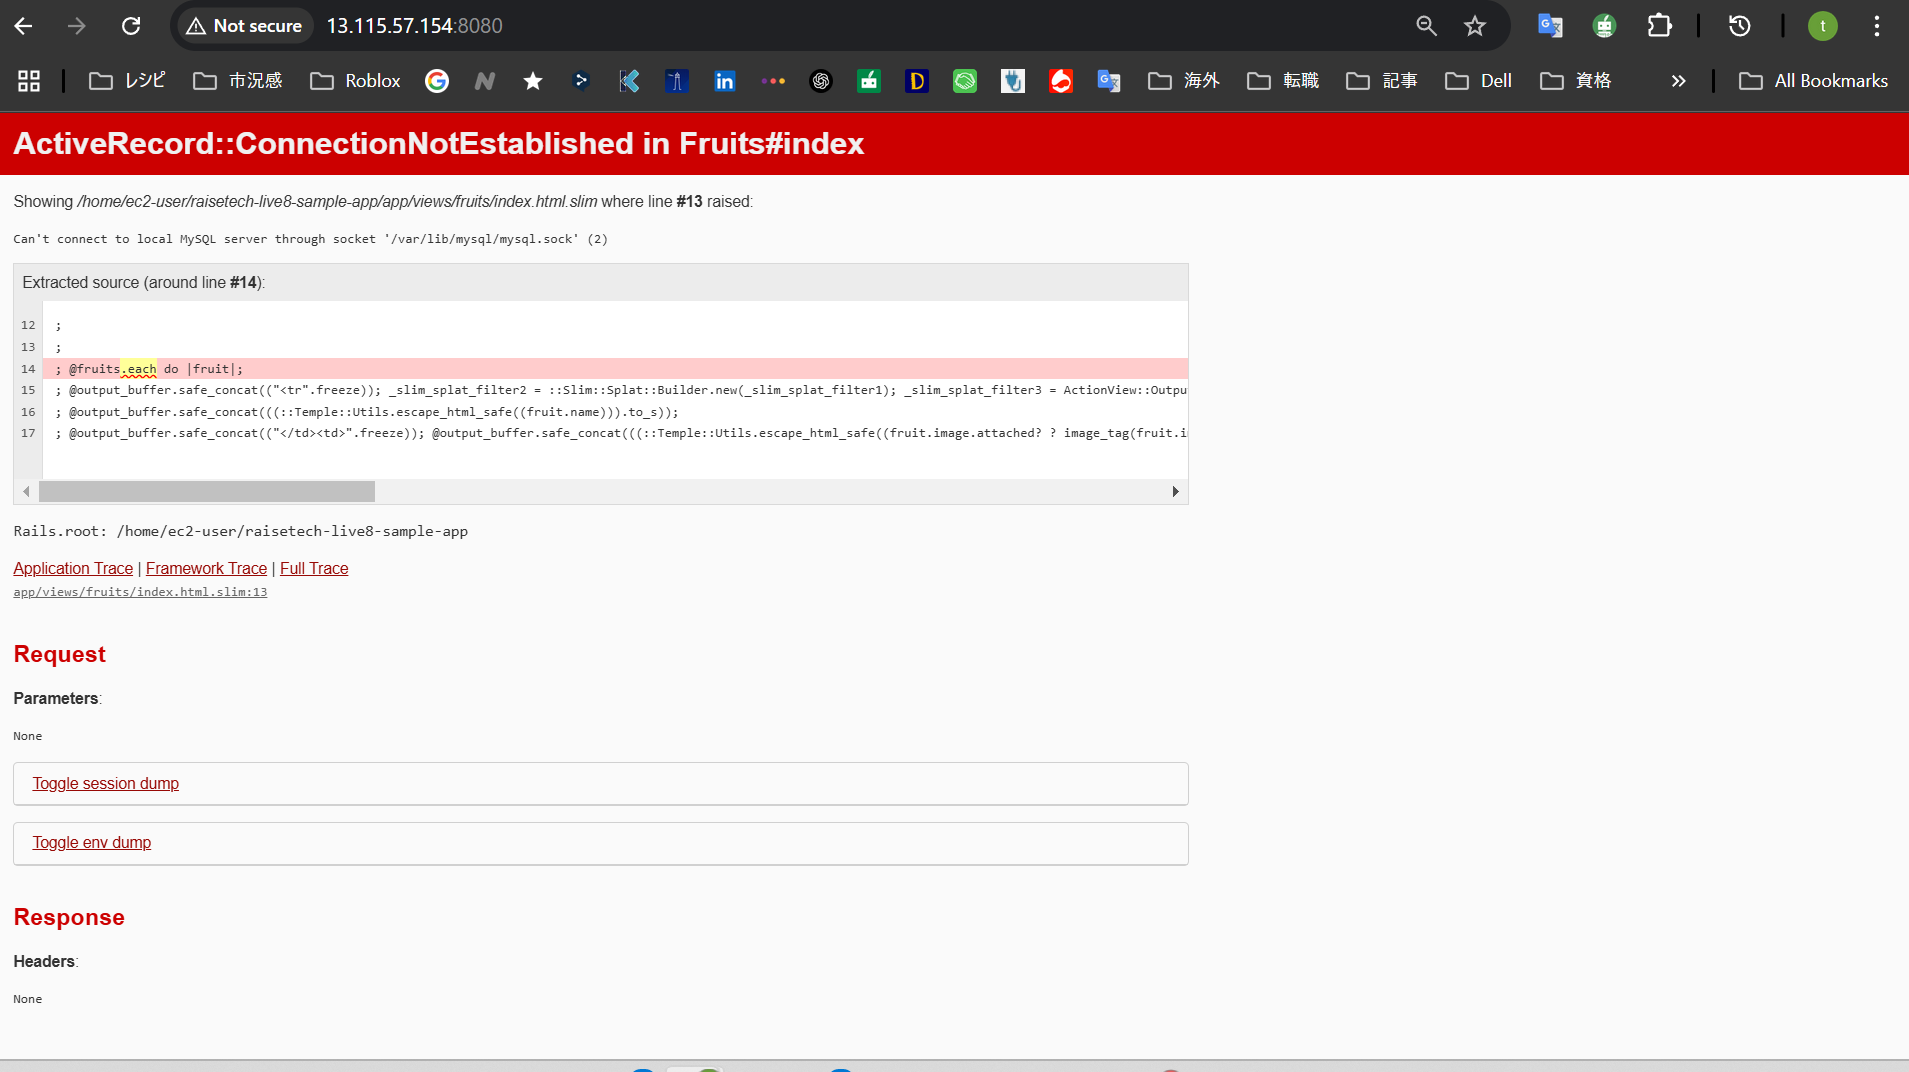 Not secure 13.115.57.154:8080
t
レシピ 市況感 Roblox 海外 転職 記事 Dell 資格 » All Bookmarks
ActiveRecord::ConnectionNotEstablished in Fruits#index
Showing /home/ec2-user/raisetech-live8-sample-app/app/views/fruits/index.html.slim where line #13 raised:
Can't connect to local MySQL server through socket '/var/lib/mysql/mysql.sock' (2)
Extracted source (around line #14):
12 ;
13 ;
14 ; @fruits.each do |fruit|;
15 ; @output_buffer.safe_concat(("<tr".freeze)); _slim_splat_filter2 = ::Slim::Splat::Builder.new(_slim_splat_filter1); _slim_splat_filter3 = ActionView::Outpu
16 ; @output_buffer.safe_concat(((::Temple::Utils.escape_html_safe((fruit.name))).to_s));
17 ; @output_buffer.safe_concat(("</td><td>".freeze)); @output_buffer.safe_concat(((::Temple::Utils.escape_html_safe((fruit.image.attached? ? image_tag(fruit.i
Rails.root: /home/ec2-user/raisetech-live8-sample-app
Application Trace | Framework Trace | Full Trace
app/views/fruits/index.html.slim:13
Request
Parameters:
None
Toggle session dump
Toggle env dump
Response
Headers:
None